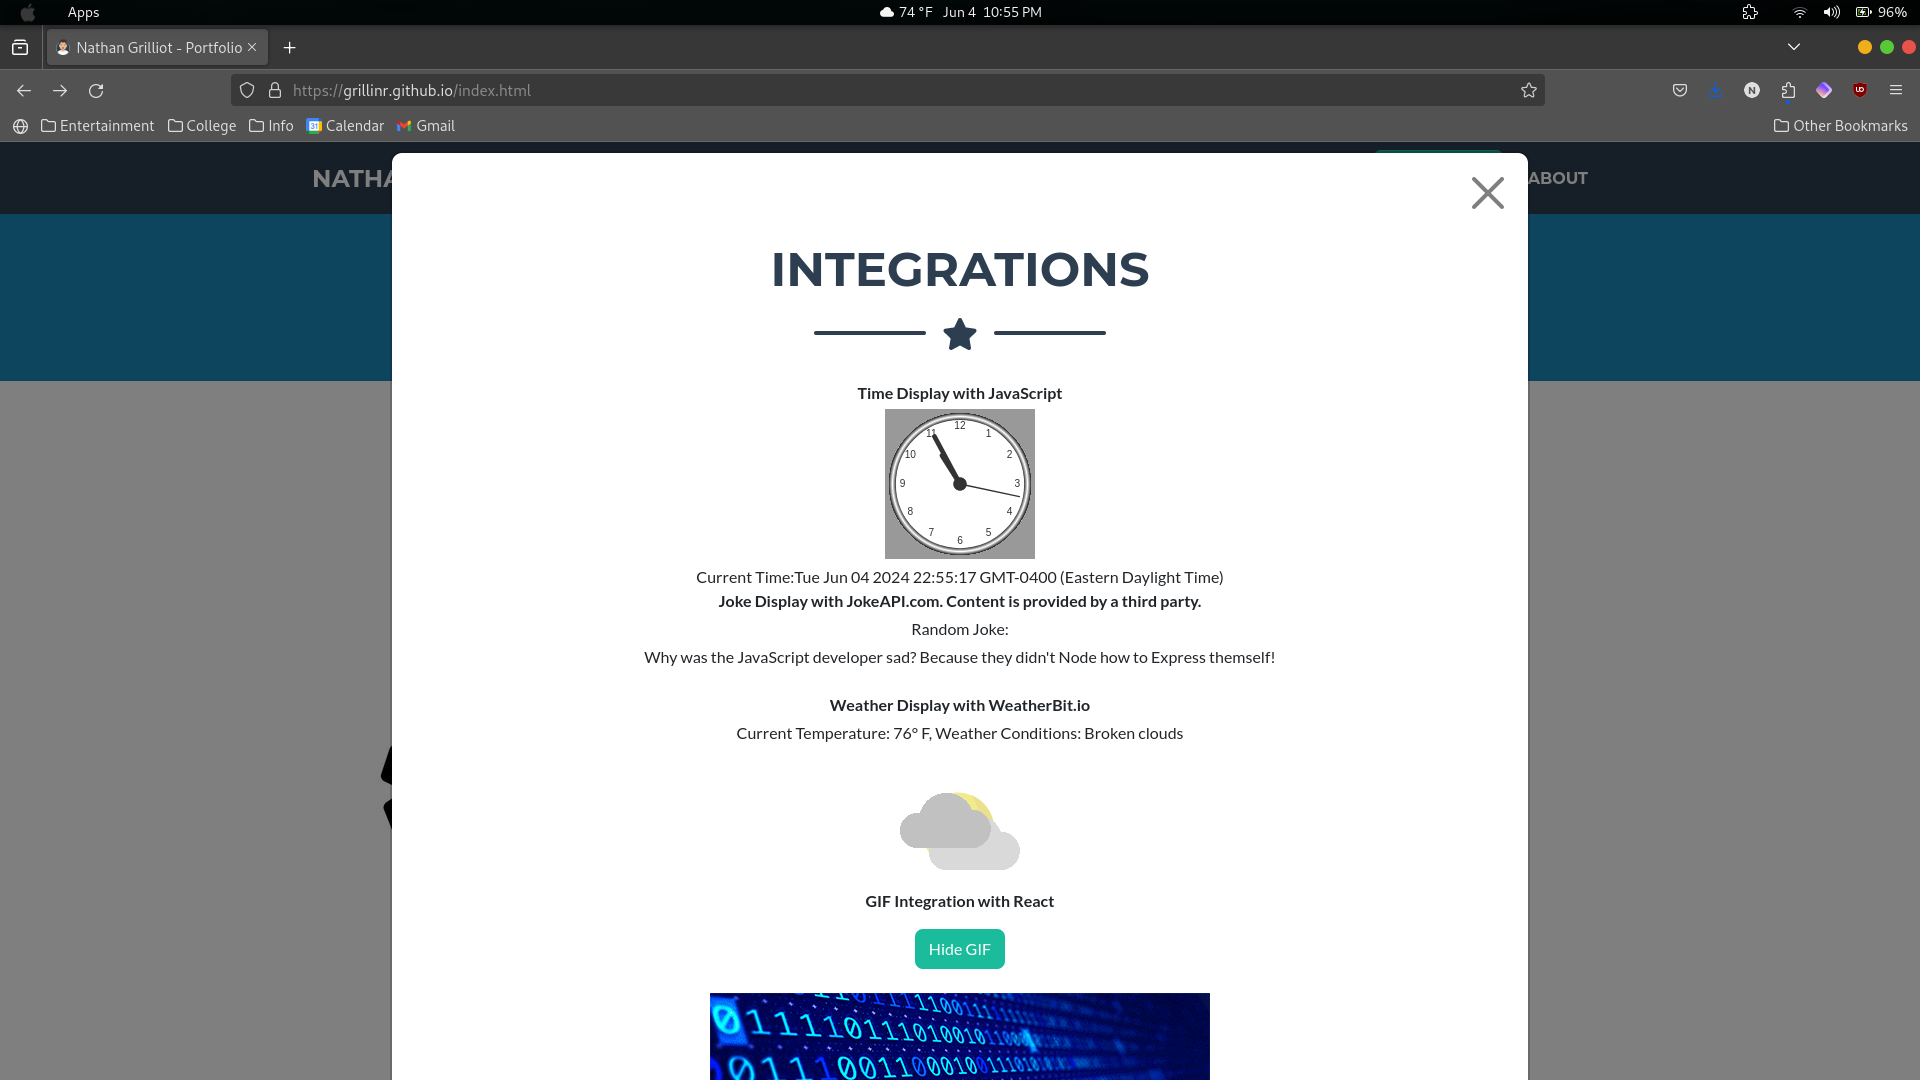 Apps
74 °F Jun 4 10:55 PM
96%
Nathan Grilliot - Portfolio
https://grillinr.github.io/index.html
Entertainment College Info Calendar Gmail Other Bookmarks
ABOUT
INTEGRATIONS
Time Display with JavaScript
12
11 1
10 2
9 3
8 4
7 5
6
Current Time:Tue Jun 04 2024 22:55:17 GMT-0400 (Eastern Daylight Time)
Joke Display with JokeAPI.com. Content is provided by a third party.
Random Joke:
Why was the JavaScript developer sad? Because they didn't Node how to Express themself!
Weather Display with WeatherBit.io
Current Temperature: 76° F, Weather Conditions: Broken clouds
GIF Integration with React
Hide GIF